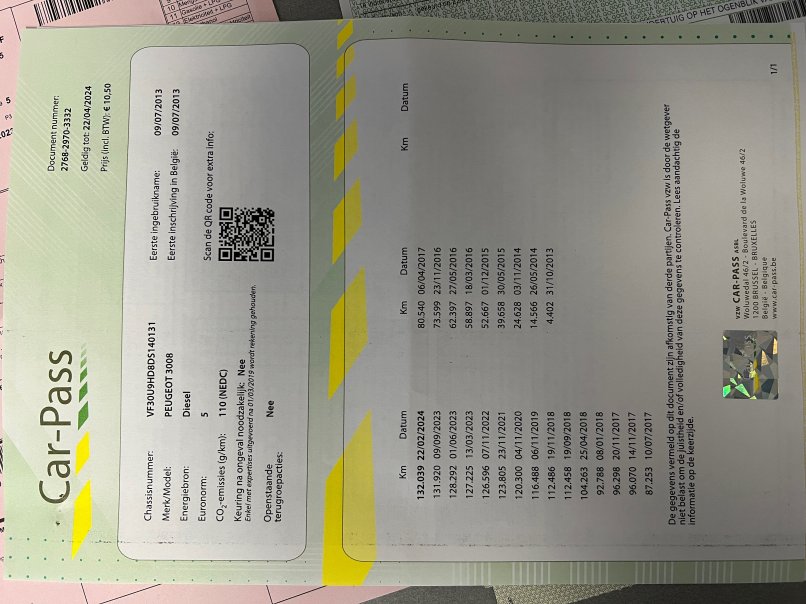 Car-Pass
Document nummer:
2768-2970-3332
Geldig tot: 22/04/2024
Prijs (incl. BTW): € 10,50
Chassisnummer: VF30U9HD8DS140131
Merk/Model: PEUGEOT 3008
Energiebron: Diesel
Euronorm: 5
CO2-emissies (g/km): 110 (NEDC)
Keuring na ongeval noodzakelijk: Nee
Enkel met expertises uitgevoerd na 01/03/2019 wordt rekening gehouden.
Openstaande terugroepacties: Nee
Eerste ingebruikname: 09/07/2013
Eerste inschrijving in België: 09/07/2013
Scan de QR code voor extra info:
Km Datum
132.039 22/02/2024
131.920 09/09/2023
128.292 01/06/2023
127.225 13/03/2023
126.596 07/11/2022
123.805 23/11/2021
120.300 04/11/2020
116.488 06/11/2019
112.486 19/11/2018
112.458 19/09/2018
104.263 25/04/2018
92.788 08/01/2018
96.298 20/11/2017
96.070 14/11/2017
87.253 10/07/2017
Km Datum
80.540 06/04/2017
73.599 23/11/2016
62.397 27/05/2016
58.897 18/03/2016
52.667 01/12/2015
39.658 30/05/2015
24.628 03/11/2014
14.566 26/05/2014
4.402 31/10/2013
Km Datum
De gegevens vermeld op dit document zijn afkomstig van derde partijen. Car-Pass vzw is door de wetgever
niet belast om de juistheid en/of volledigheid van deze gegevens te controleren. Lees aandachtig de
informatie op de keerzijde.
VZW CAR-PASS ASBL
Woluwedal 46/2 - Boulevard de la Woluwe 46/2
1200 BRUSSEL - BRUXELLES
België - Belgique
www.car-pass.be
1/1